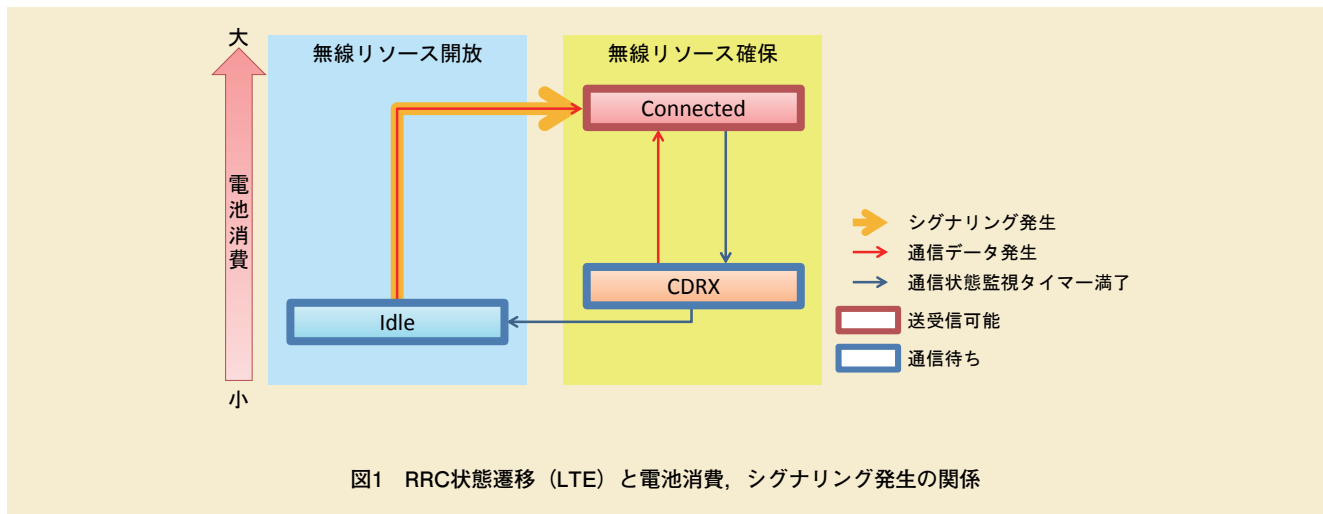 大
電池消費
小
無線リソース開放
無線リソース確保
Connected
CDRX
Idle
シグナリング発生
通信データ発生
通信状態監視タイマー満了
送受信可能
通信待ち
図1 RRC状態遷移（LTE）と電池消費，シグナリング発生の関係